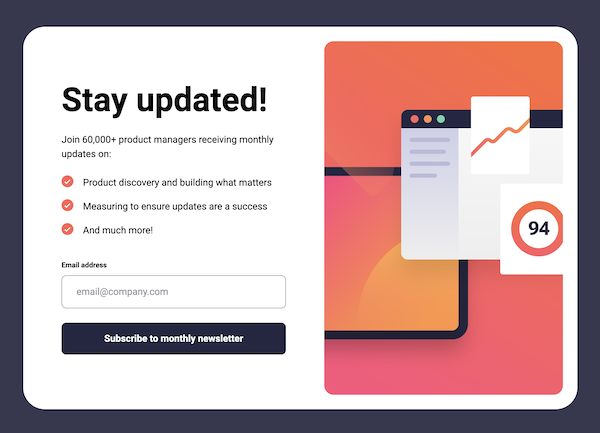 Stay updated!
Join 60,000+ product managers receiving monthly
updates on:
Product discovery and building what matters
Measuring to ensure updates are a success
And much more!
Email address
email@company.com
Subscribe to monthly newsletter
94